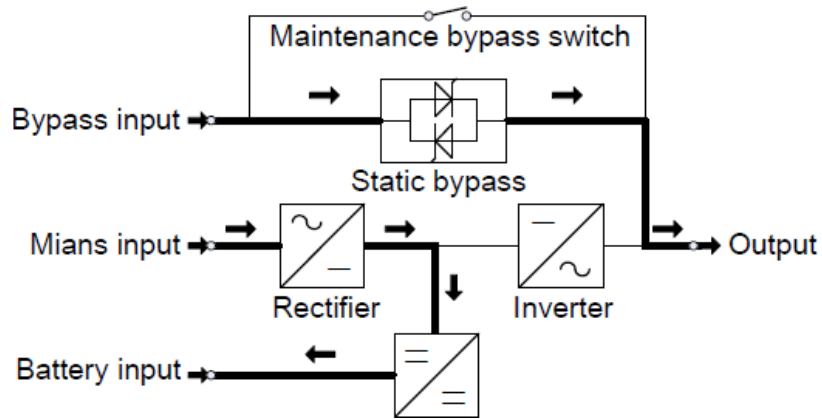 Maintenance bypass switch
Bypass input
Static bypass
Mians input
Output
Rectifier
Inverter
Battery input